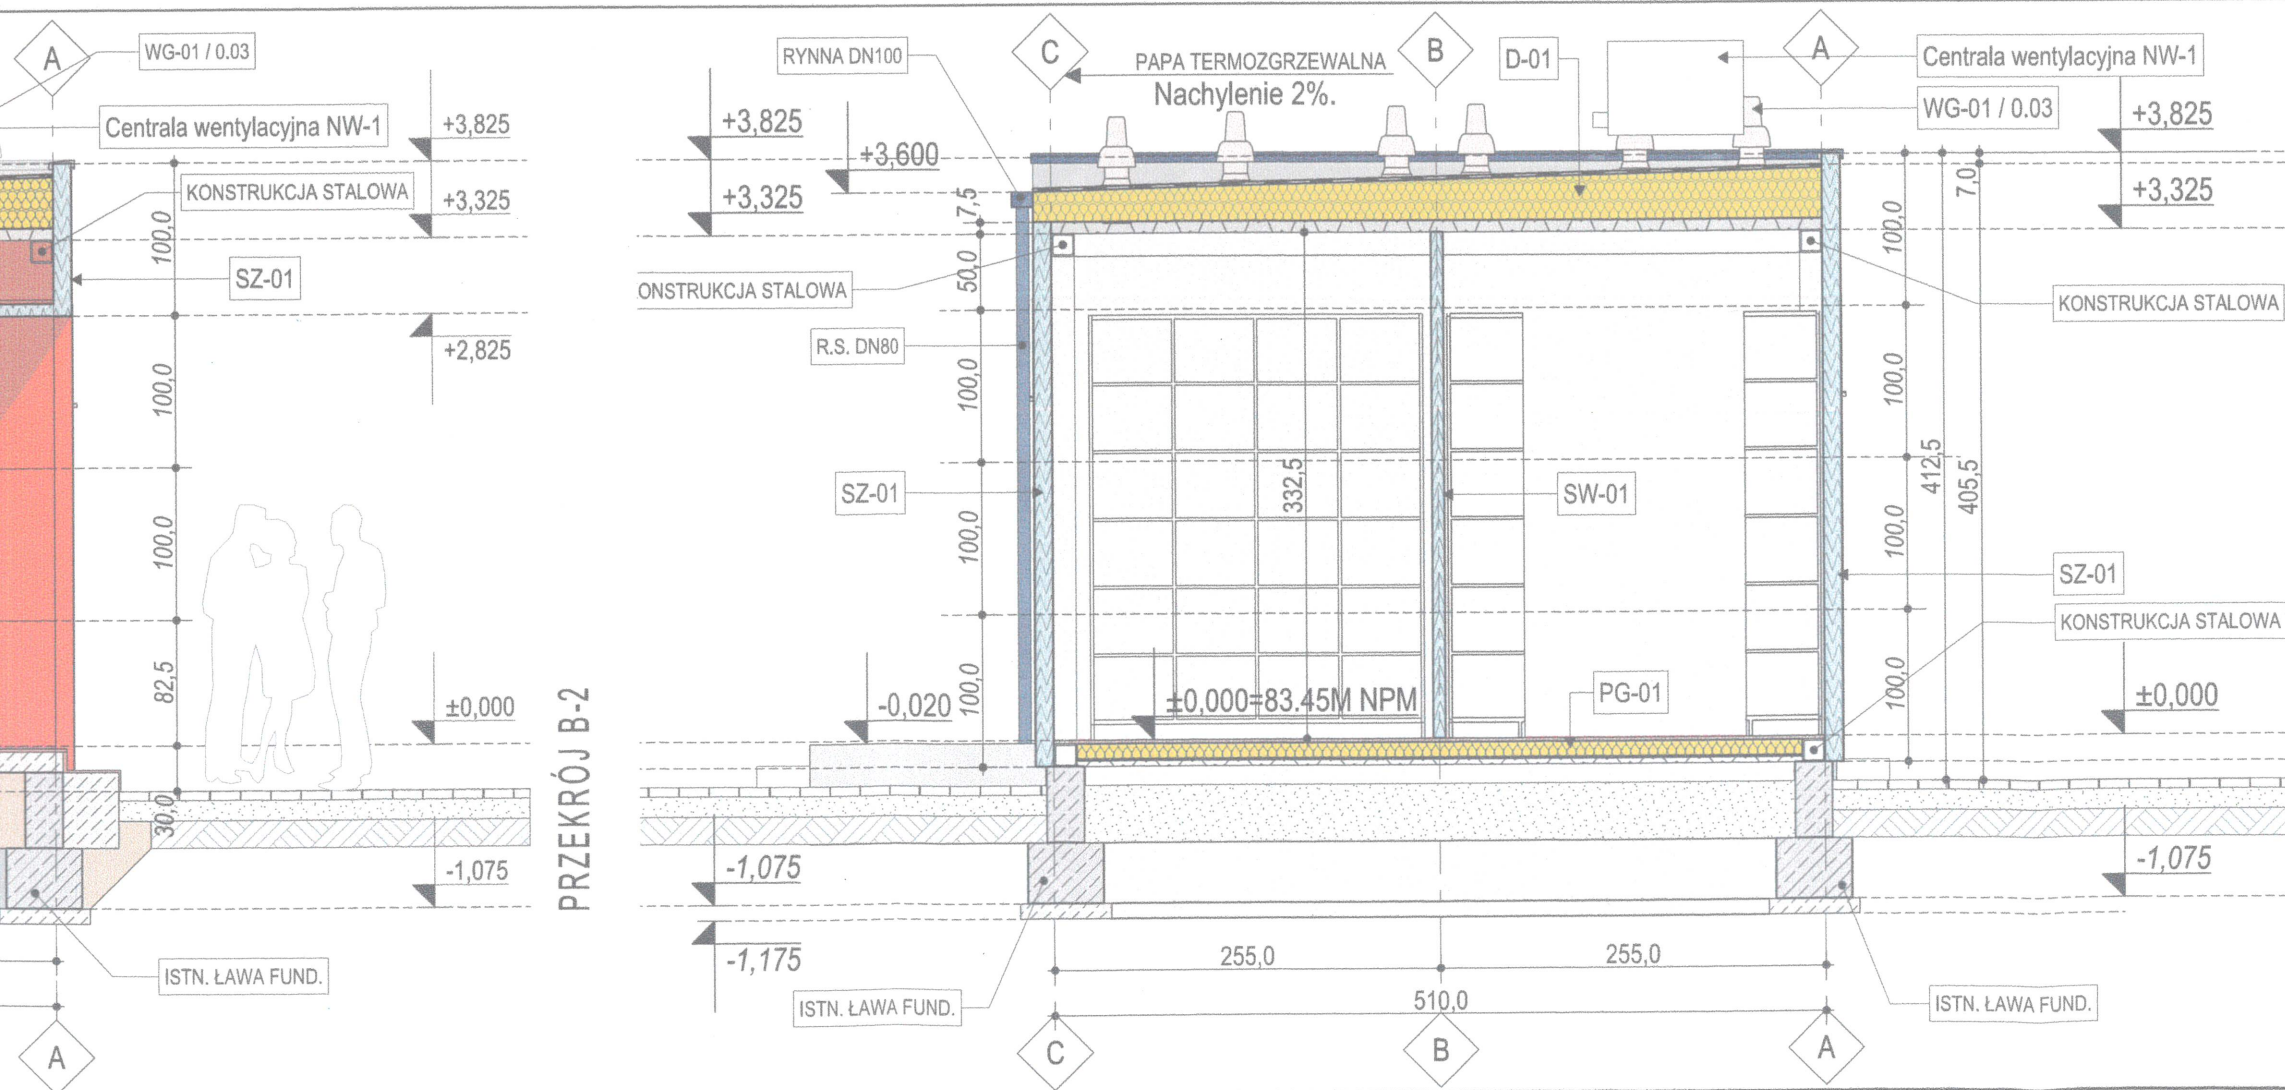 A
WG-01 / 0.03
Centrala wentylacyjna NW-1
+3,825
KONSTRUKCJA STALOWA
+3,325
100,0
SZ-01
+2,825
100,0
100,0
82,5
±0,000
30,0
-1,075
ISTN. ŁAWA FUND.
A
PRZEKRÓJ B-2
C
B
A
RYNNA DN100
PAPA TERMOZGRZEWALNA
Nachylenie 2%.
D-01
Centrala wentylacyjna NW-1
WG-01 / 0.03
+3,825
+3,600
+3,325
7,5
50,0
ONSTRUKCJA STALOWA
R.S. DN80
100,0
SZ-01
100,0
-0,020
100,0
332,5
SW-01
±0,000=83.45M NPM
PG-01
+3,825
7,0
+3,325
100,0
KONSTRUKCJA STALOWA
100,0
412,5
405,5
100,0
SZ-01
KONSTRUKCJA STALOWA
100,0
±0,000
-1,075
-1,175
-1,075
255,0
255,0
510,0
ISTN. ŁAWA FUND.
ISTN. ŁAWA FUND.
C
B
A